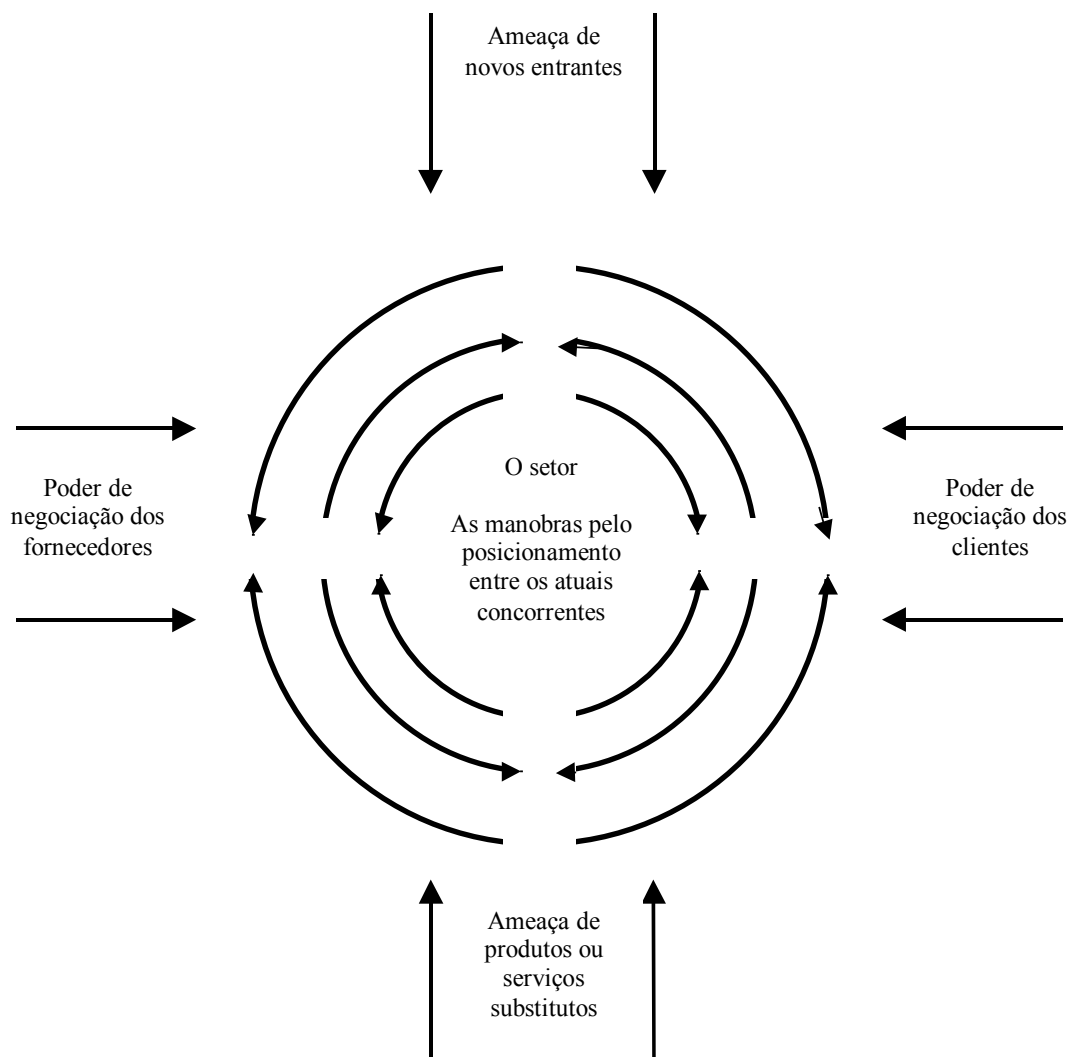 Ameaça de
novos entrantes
O setor
As manobras pelo
posicionamento
entre os atuais
concorrentes
Poder de
negociação dos
fornecedores
Poder de
negociação dos
clientes
Ameaça de
produtos ou
serviços
substitutos